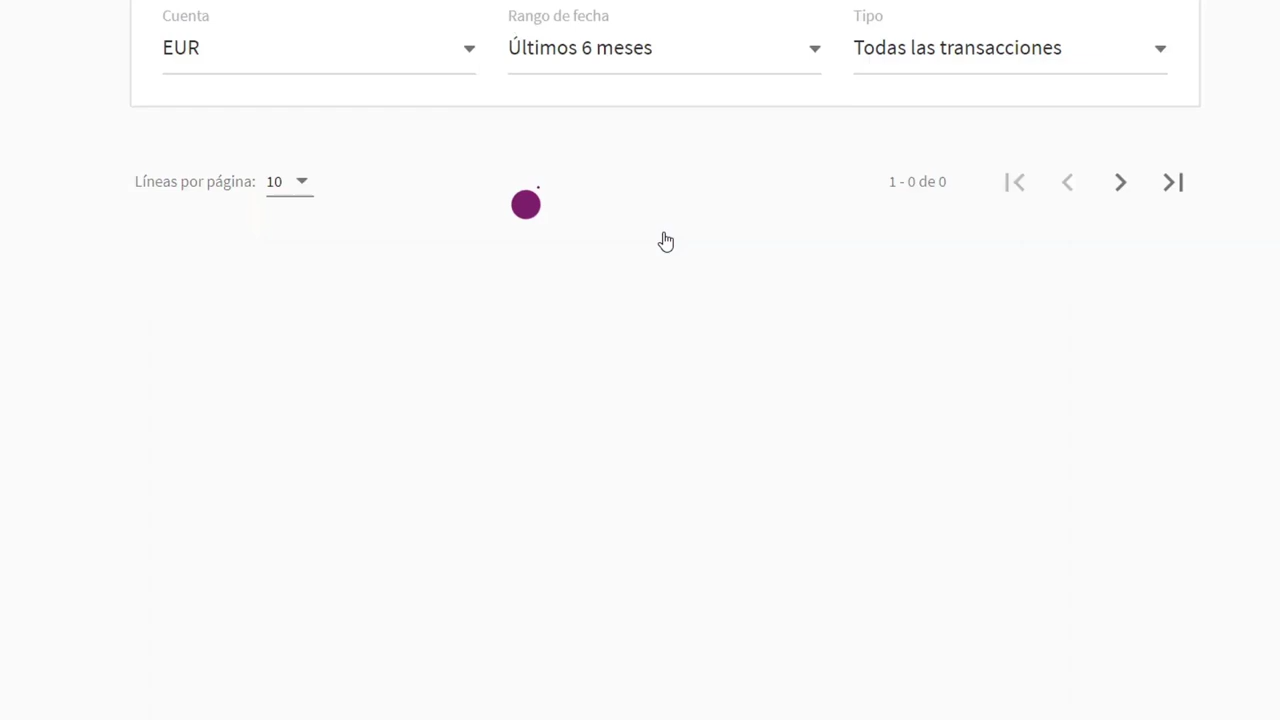 Cuenta Rango de fecha Tipo
EUR Últimos 6 meses Todas las transacciones
Líneas por página: 10 1 - 0 de 0